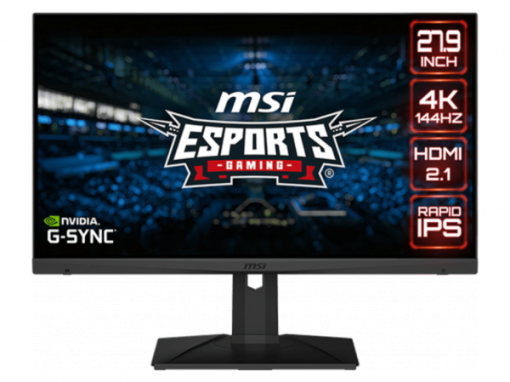 27.9
INCH
msi
4K
144HZ
ESPORTS
GAMING
®
HDMI
2.1
NVIDIA
G-SYNC
RAPID
IPS
msi